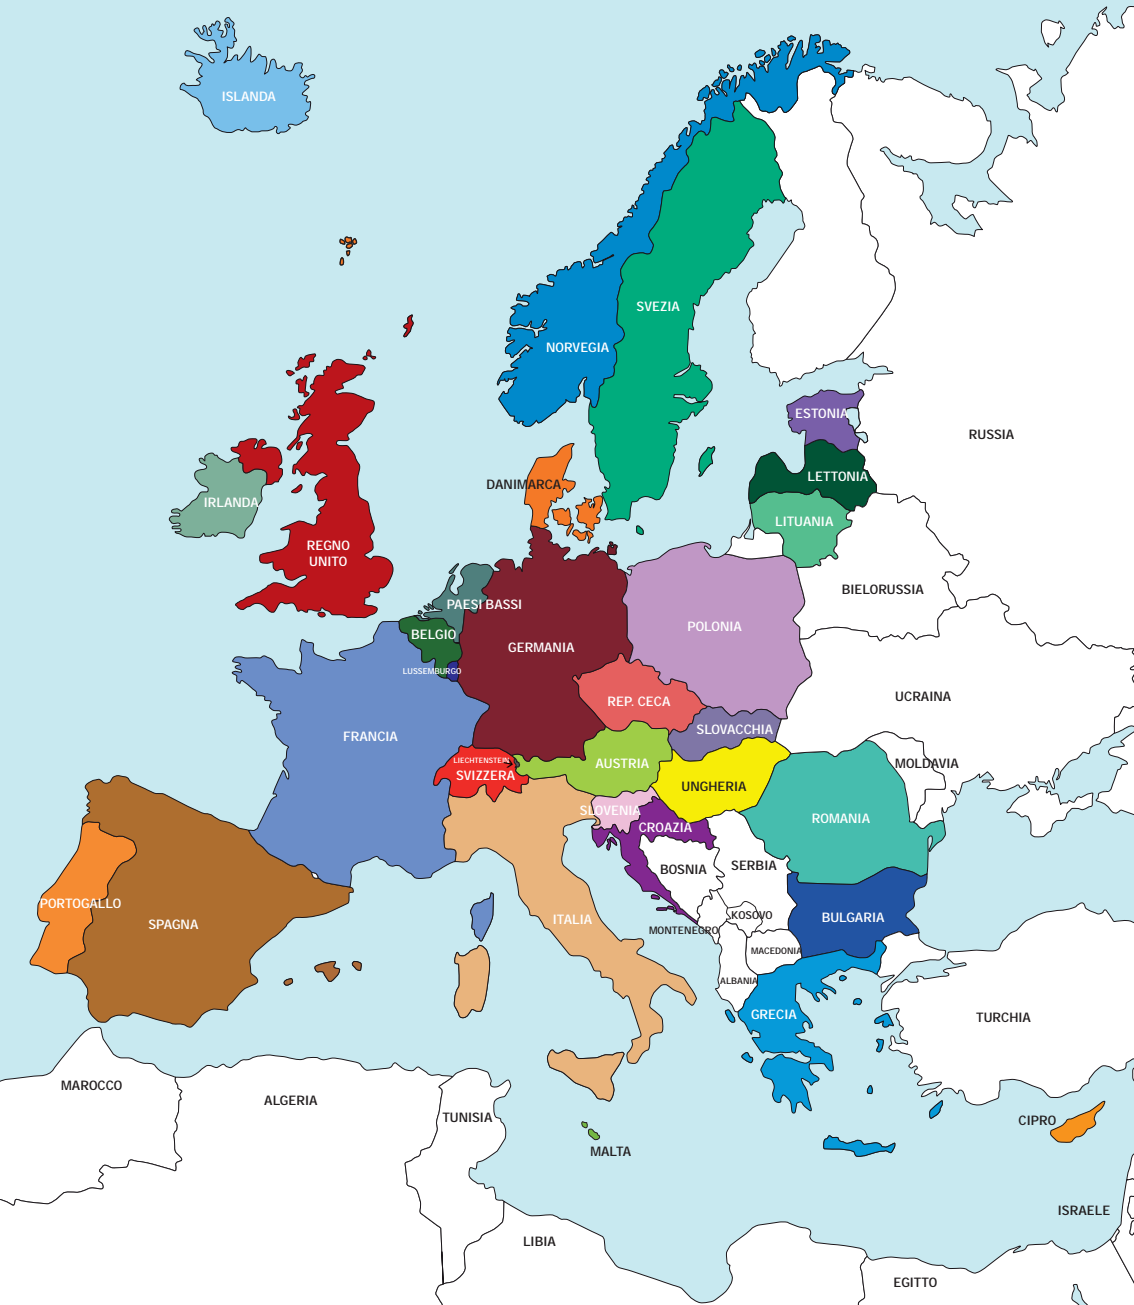 ISLANDA
SVEZIA
NORVEGIA
ESTONIA
RUSSIA
LETTONIA
DANIMARCA
IRLANDA
LITUANIA
REGNO
UNITO
BIELORUSSIA
PAESI BASSI
POLONIA
BELGIO
GERMANIA
LUSSEMBURGO
UCRAINA
REP. CECA
SLOVACCHIA
FRANCIA
LIECHTENSTEIN
AUSTRIA
MOLDAVIA
SVIZZERA
UNGHERIA
SLOVENIA
ROMANIA
CROAZIA
BOSNIA
SERBIA
PORTOGALLO
SPAGNA
ITALIA
KOSOVO
BULGARIA
MONTENEGRO
MACEDONIA
ALBANIA
GRECIA
TURCHIA
MAROCCO
ALGERIA
TUNISIA
CIPRO
MALTA
ISRAELE
LIBIA
EGITTO